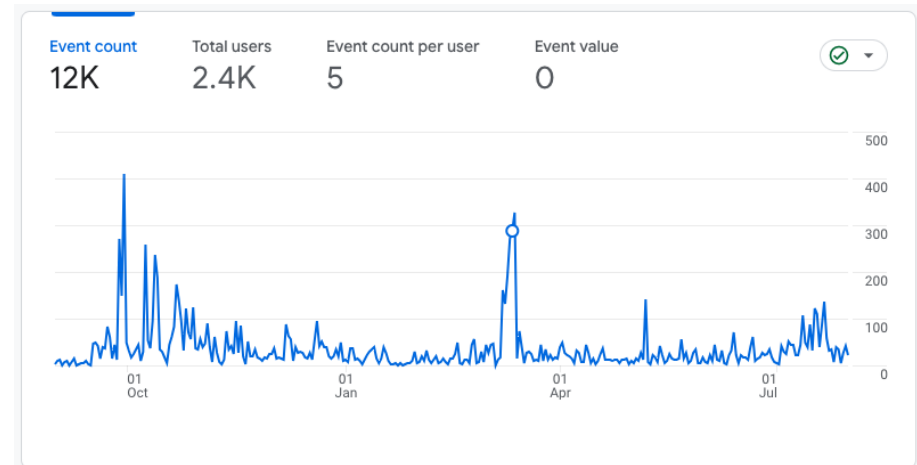 Event count Total users Event count per user Event value
12K 2.4K 5 0
500
400
300
200
100
0
01 01 01 01
Oct Jan Apr Jul